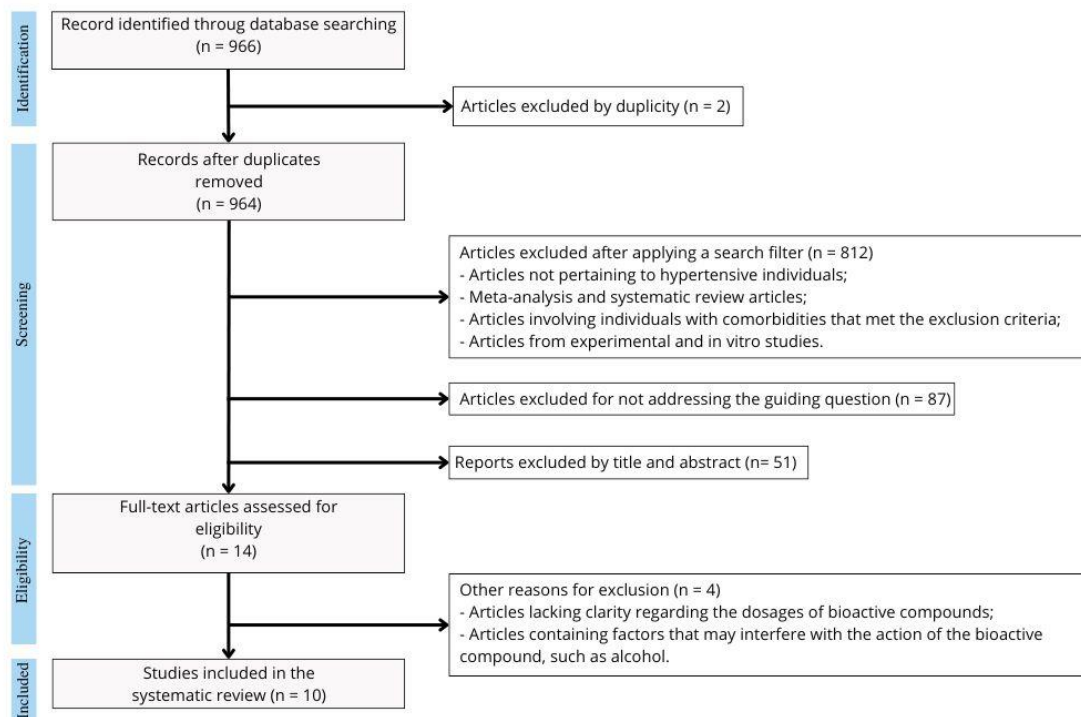 Identification
Record identified throug database searching
(n = 966)
Articles excluded by duplicity (n = 2)
Screening
Records after duplicates
removed
(n = 964)
Articles excluded after applying a search filter (n = 812)
- Articles not pertaining to hypertensive individuals;
- Meta-analysis and systematic review articles;
- Articles involving individuals with comorbidities that met the exclusion criteria;
- Articles from experimental and in vitro studies.
Articles excluded for not addressing the guiding question (n = 87)
Reports excluded by title and abstract (n= 51)
Eligibility
Full-text articles assessed for
eligibility
(n = 14)
Other reasons for exclusion (n = 4)
- Articles lacking clarity regarding the dosages of bioactive compounds;
- Articles containing factors that may interfere with the action of the bioactive
compound, such as alcohol.
Included
Studies included in the
systematic review (n = 10)